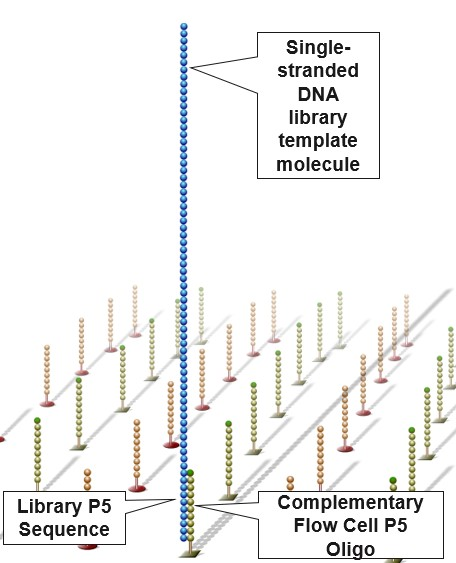 Single-
stranded
DNA
library
template
molecule
Library P5
Sequence
Complementary
Flow Cell P5
Oligo